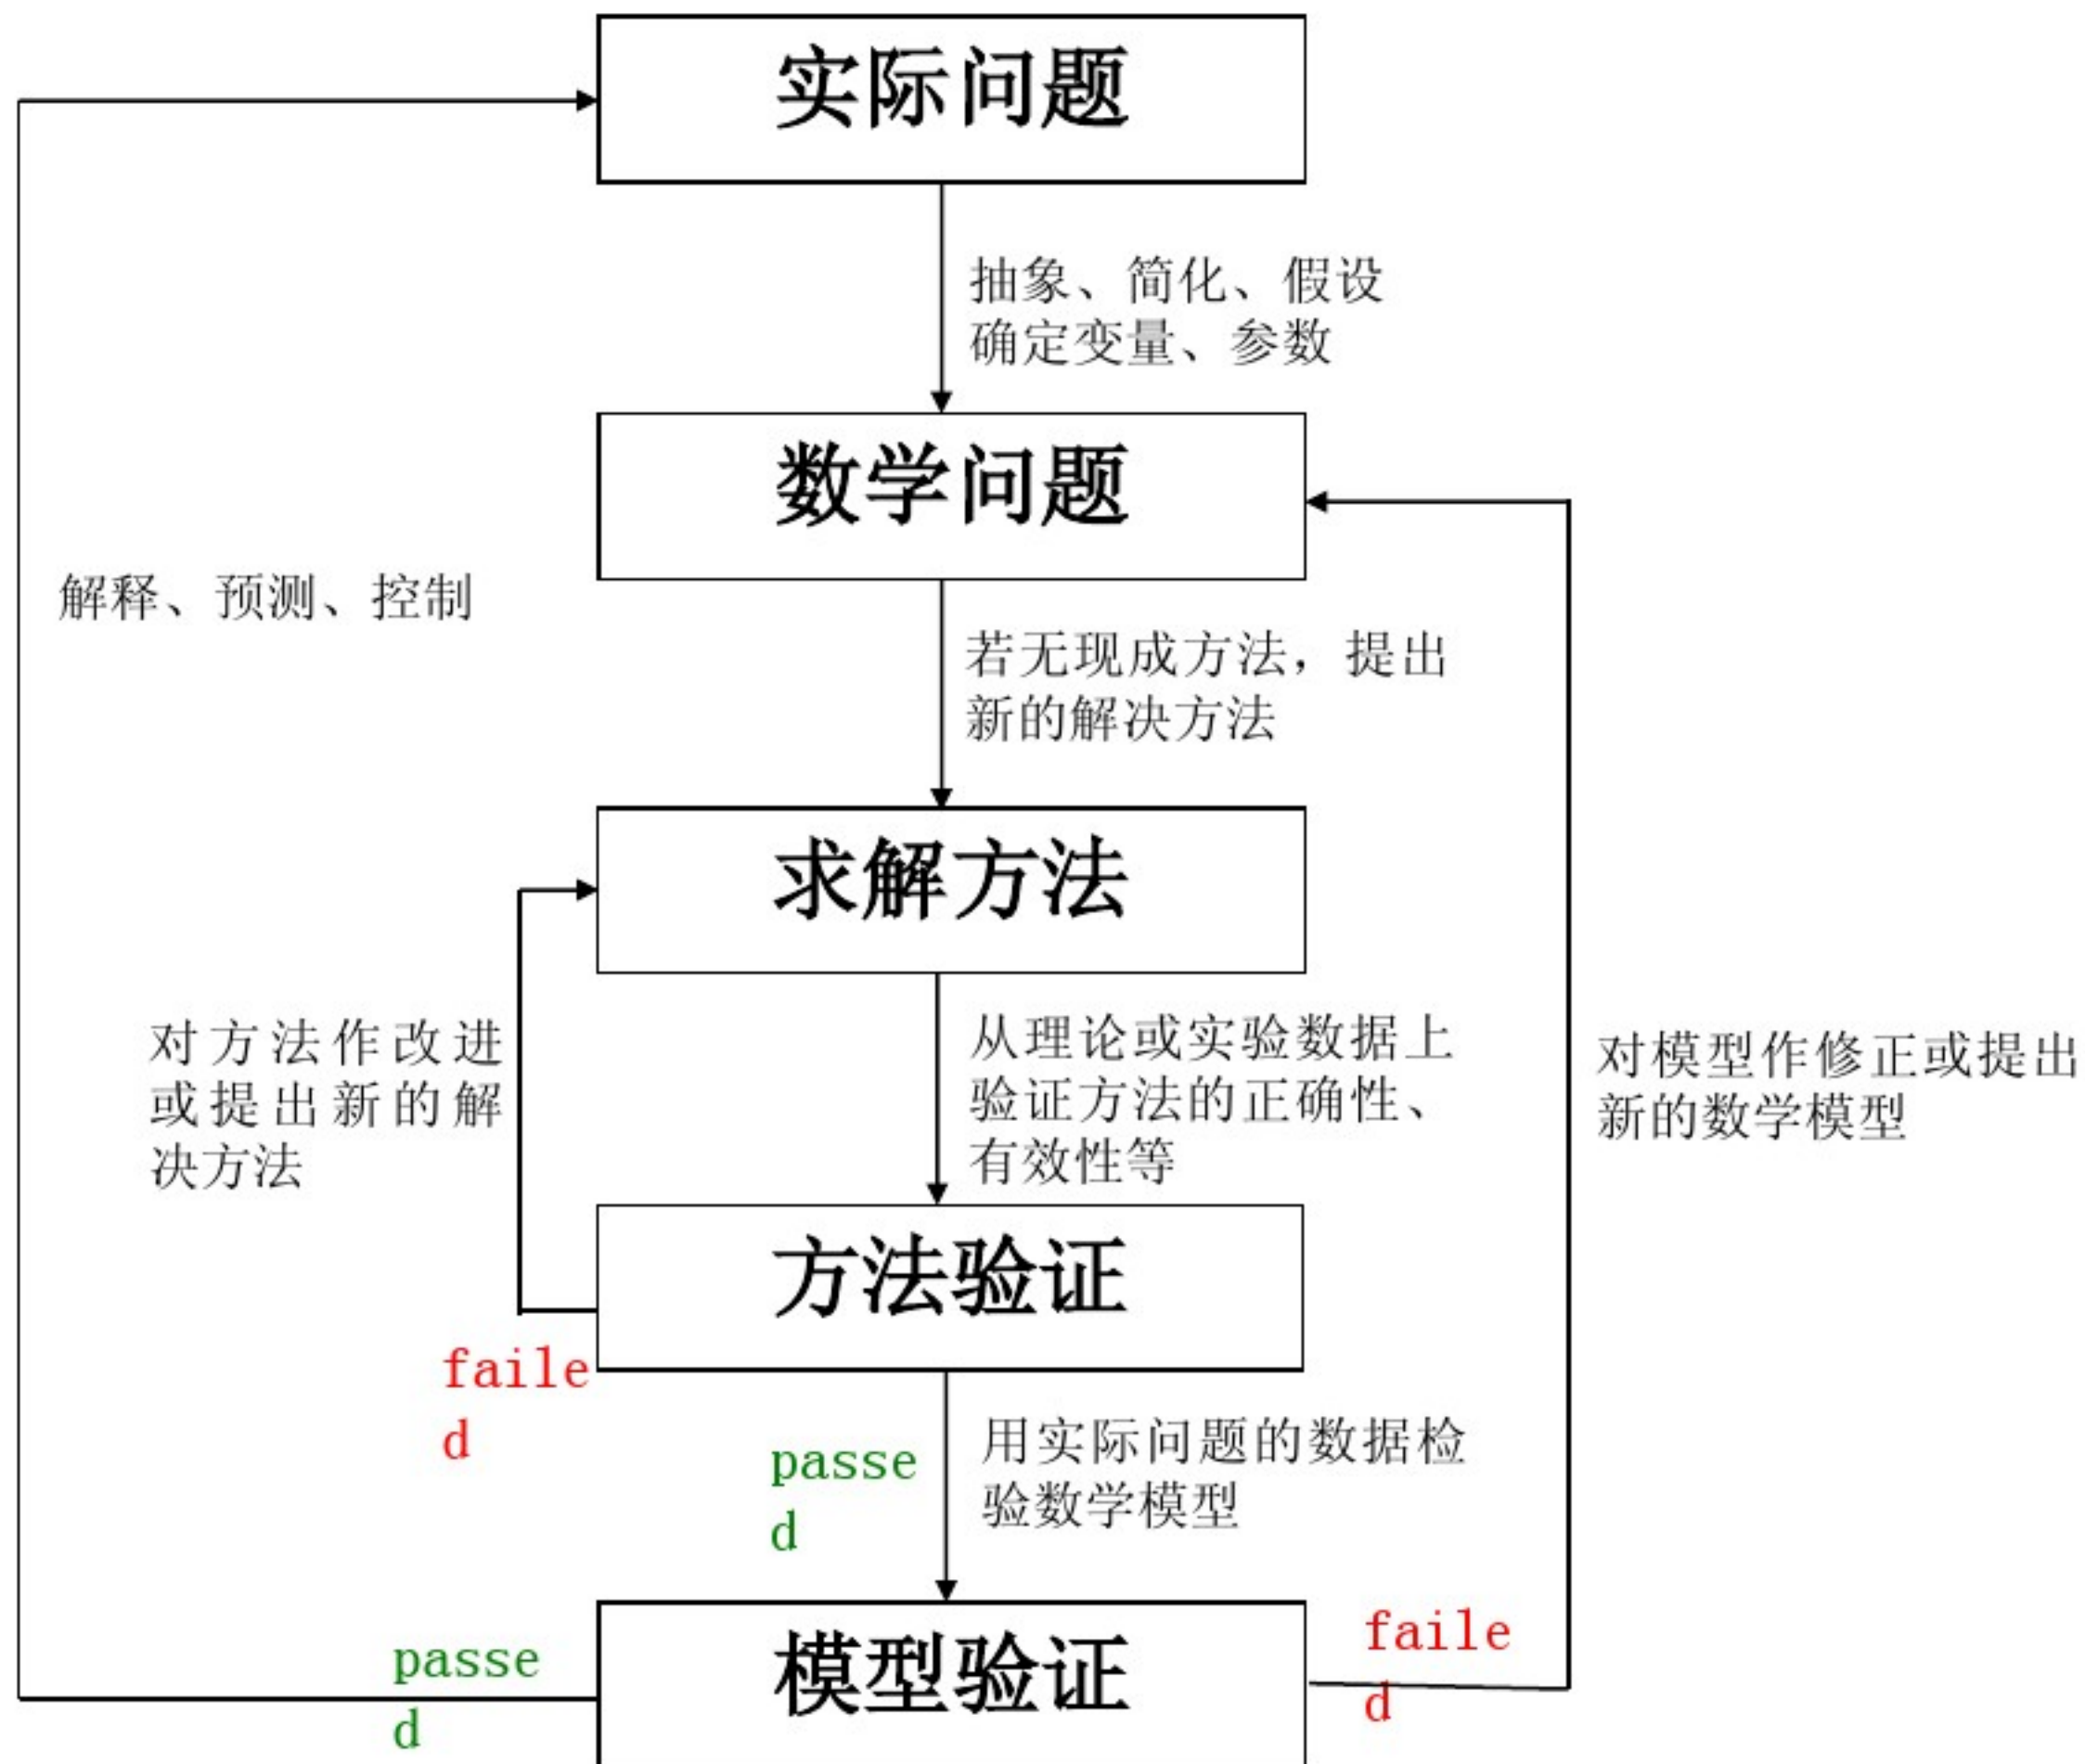 实际问题
抽象、简化、假设
确定变量、参数
数学问题
解释、预测、控制
若无现成方法，提出
新的解决方法
求解方法
对方法作改进
或提出新的解
决方法
从理论或实验数据上
验证方法的正确性、
有效性等
对模型作修正或提出
新的数学模型
方法验证
faile
d
passe
d
用实际问题的数据检
验数学模型
passe
d
模型验证
faile
d